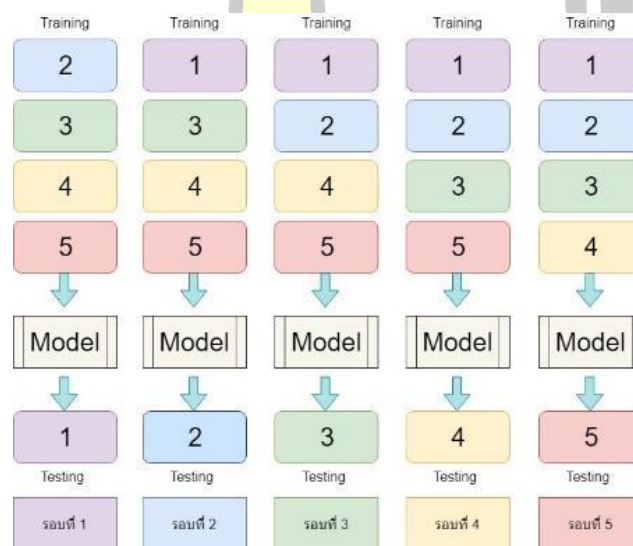 Training Training Training Training Training
2 1 1 1 1
3 3 2 2 2
4 4 4 3 3
5 5 5 5 4
Model Model Model Model Model
1 2 3 4 5
Testing Testing Testing Testing Testing
รอบที่ 1 รอบที่ 2 รอบที่ 3 รอบที่ 4 รอบที่ 5